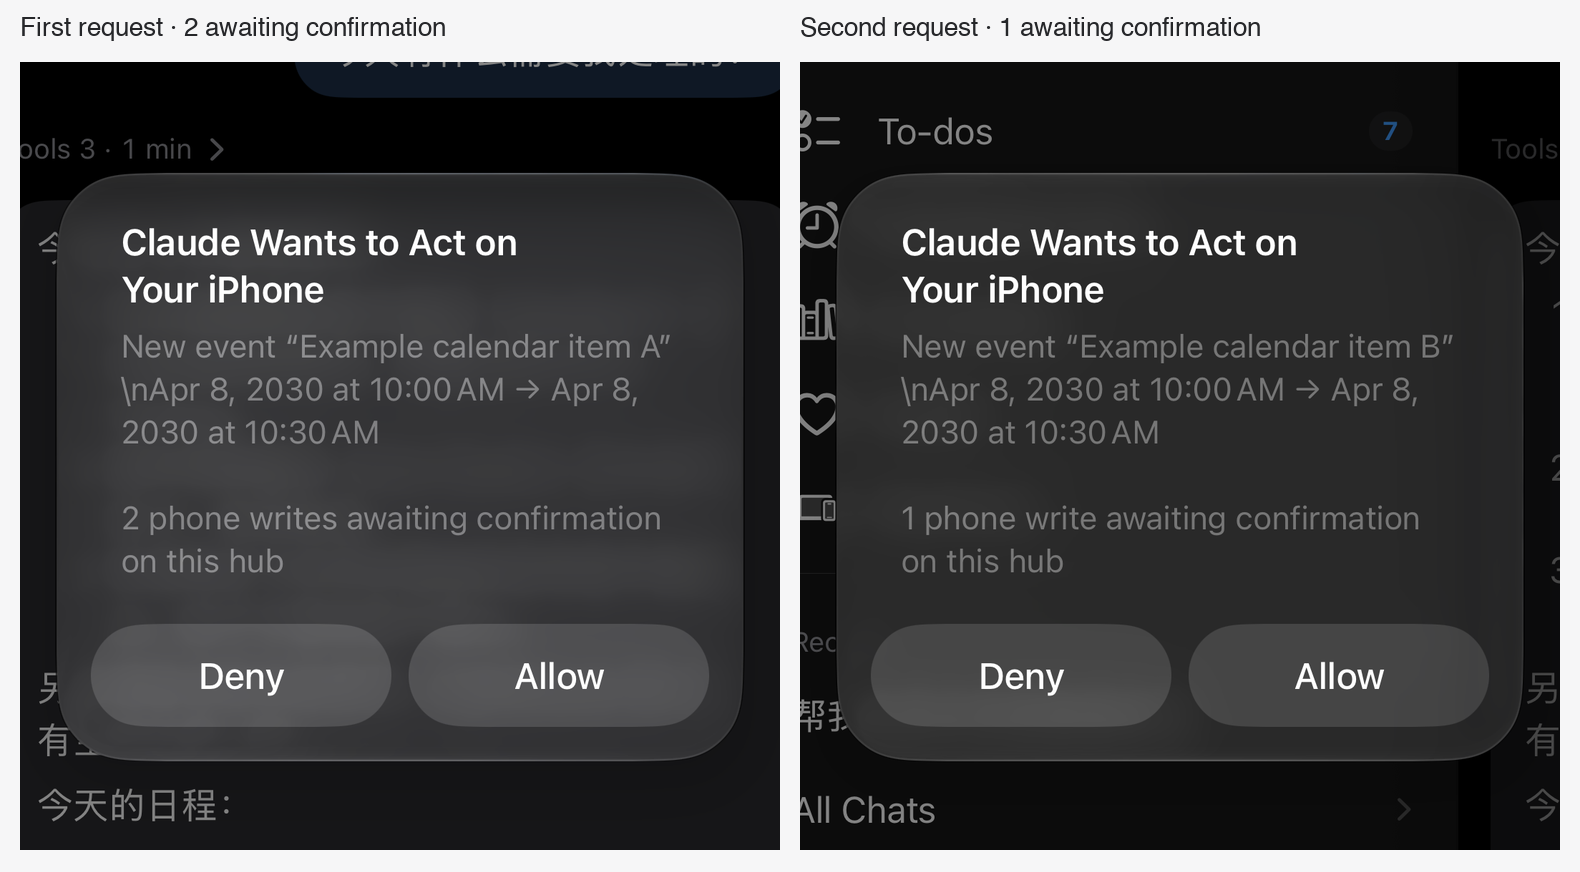 First request · 2 awaiting confirmation
ools 3 · 1 min
Claude Wants to Act on
Your iPhone
New event “Example calendar item A”
\nApr 8, 2030 at 10:00 AM → Apr 8,
2030 at 10:30 AM
2 phone writes awaiting confirmation
on this hub
Deny
Allow
今天的日程：
Second request · 1 awaiting confirmation
To-dos
7
Tools
Claude Wants to Act on
Your iPhone
New event “Example calendar item B”
\nApr 8, 2030 at 10:00 AM → Apr 8,
2030 at 10:30 AM
1 phone write awaiting confirmation
on this hub
Deny
Allow
All Chats
今
另
有
今